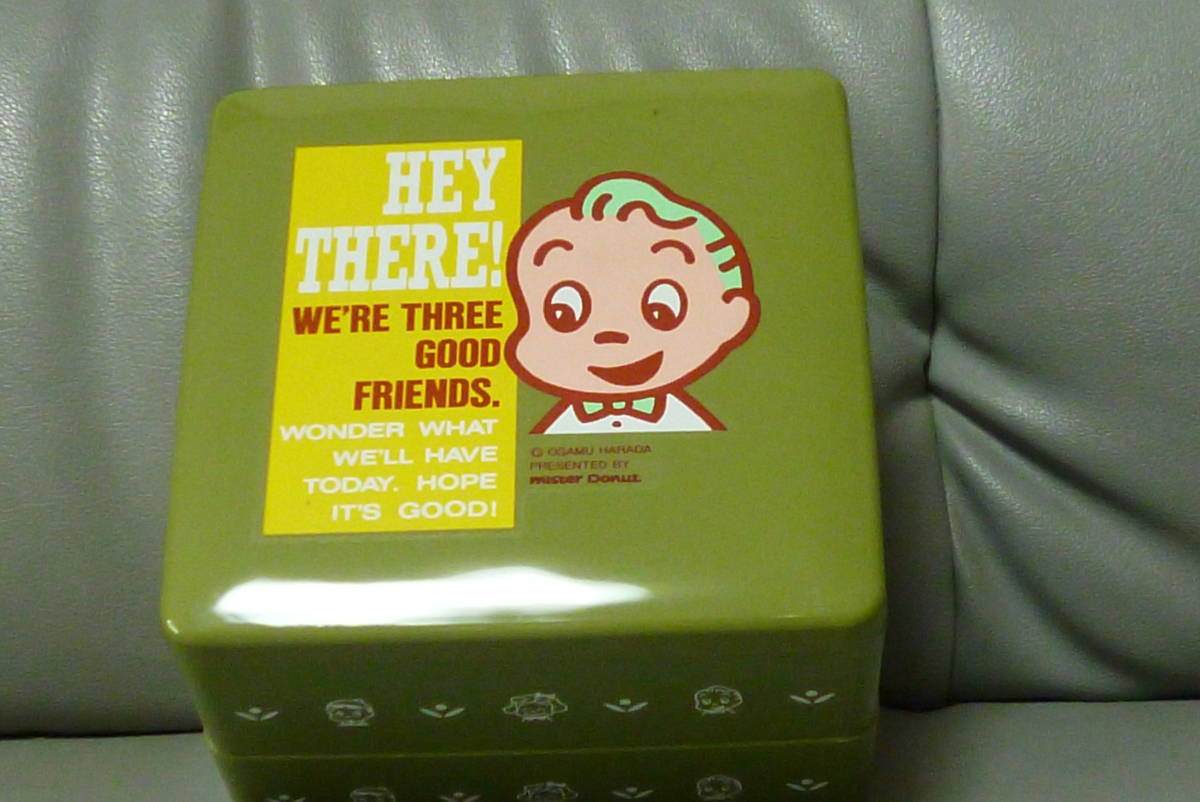 HEY
THERE!
WE'RE THREE
GOOD
FRIENDS.
WONDER WHAT
WE'LL HAVE
TODAY. HOPE
IT'S GOOD!
© OSAMU HARADA
PRESENTED BY
mister Donut